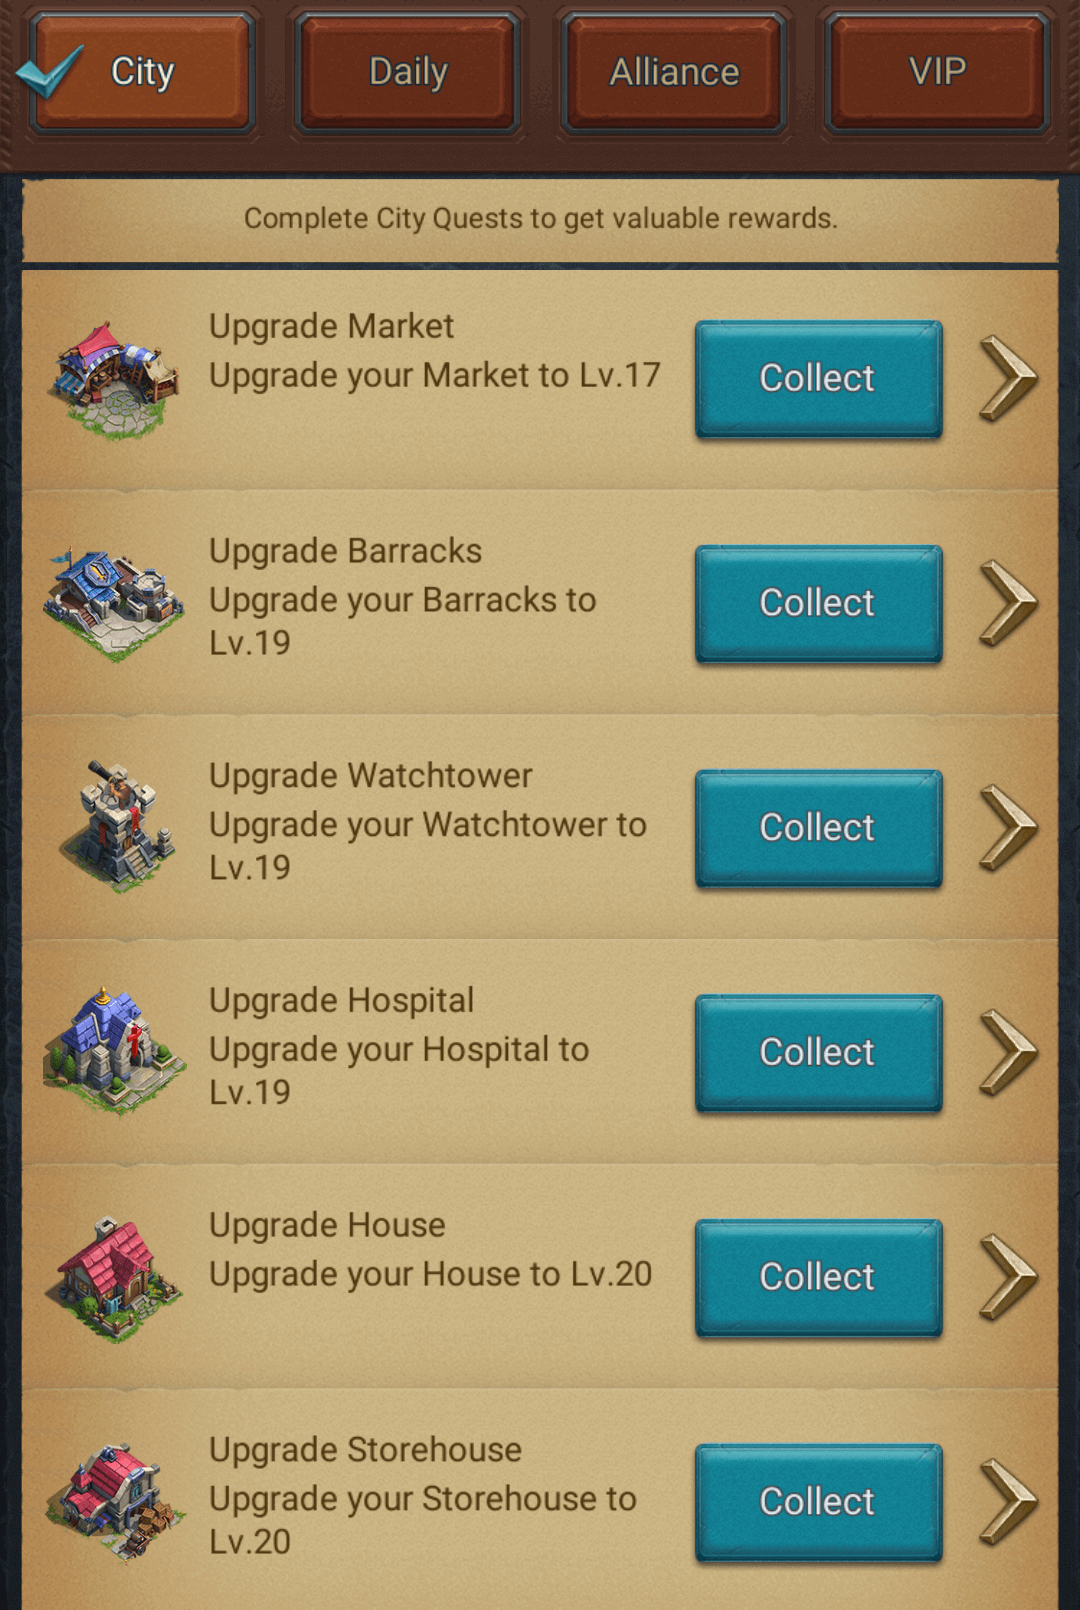 City
Daily
Alliance
VIP
Complete City Quests to get valuable rewards.
Upgrade Market
Upgrade your Market to Lv.17
Collect
Upgrade Barracks
Upgrade your Barracks to
Lv.19
Collect
Upgrade Watchtower
Upgrade your Watchtower to
Lv.19
Collect
Upgrade Hospital
Upgrade your Hospital to
Lv.19
Collect
Upgrade House
Upgrade your House to Lv.20
Collect
Upgrade Storehouse
Upgrade your Storehouse to
Lv.20
Collect